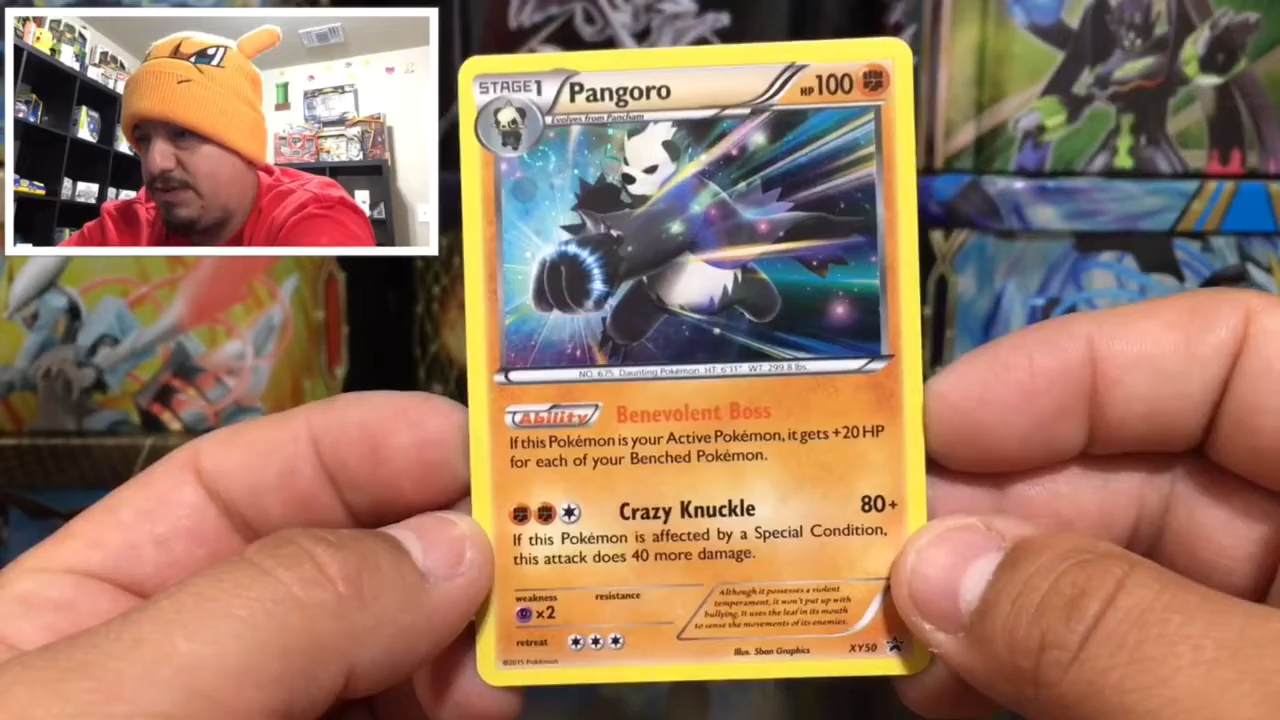 STAGE1 Pangoro HP100
Evolves from Pancham
NO. 675 Daunting Pokémon HT: 6'11" WT: 299.8 lbs.
Ability Benevolent Boss
If this Pokémon is your Active Pokémon, it gets +20 HP
for each of your Benched Pokémon.
Crazy Knuckle 80+
If this Pokémon is affected by a Special Condition,
this attack does 40 more damage.
weakness resistance
×2
retreat
Although it possesses a violent
temperament, it won't put up with
bullying. It uses the leaf in its mouth
to sense the movements of its enemies.
Illus. 5ban Graphics XY50
©2015 Pokémon